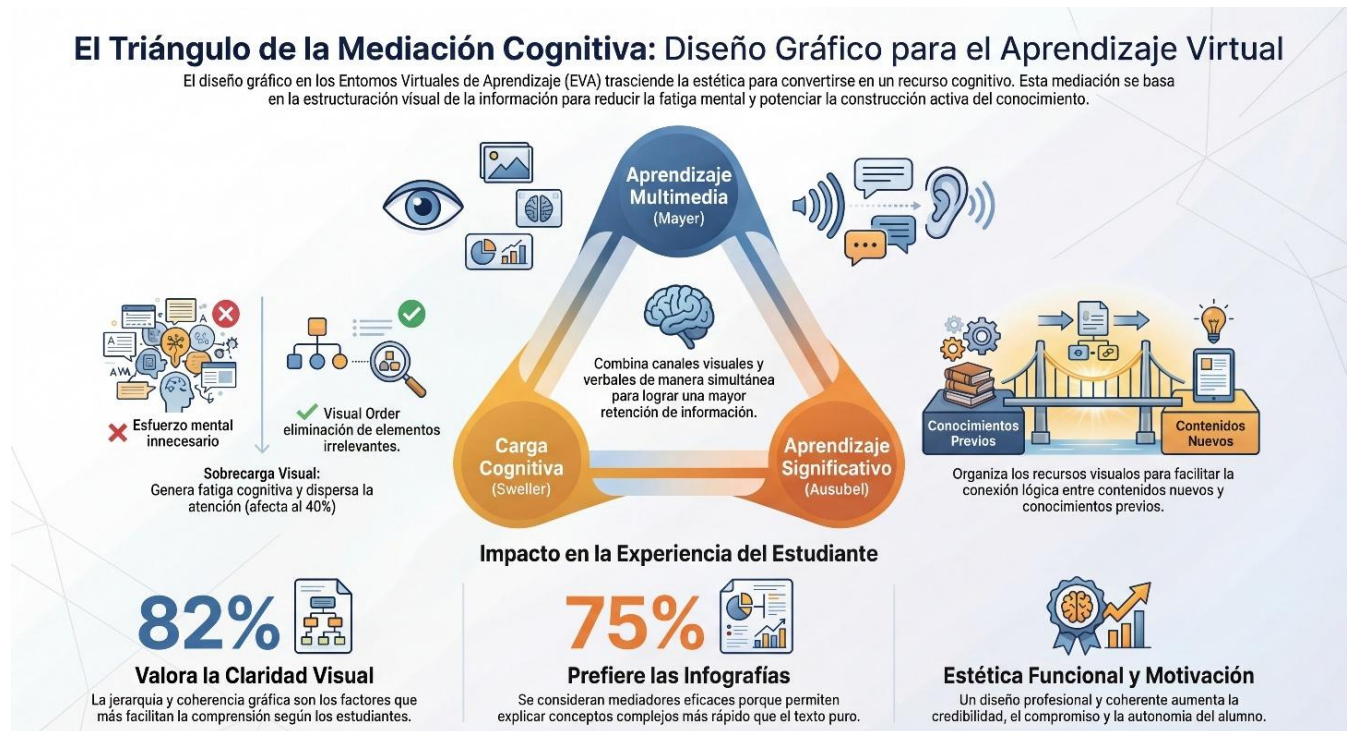 El Triángulo de la Mediación Cognitiva: Diseño Gráfico para el Aprendizaje Virtual
El diseño gráfico en los Entomos Virtuales de Aprendizaje (EVA) trasciende la estética para convertirse en un recurso cognitivo. Esta mediación se basa
en la estructuración vísual de la información para reducir la fatiga mental y potenciar la construcción activa del conocimiento.
Aprendizaje
Multimedia
(Mayer)
Combina canales visuales y
verbales de manera simultánea
para lograr una mayor
retención de información.
Esfuerzo mental
innecesario
Visual Order
eliminación de elementos
irrelevantes.
Sobrecarga Visual:
Genera fatiga cognitiva y dispersa la
atención (afecta al 40%)
Carga
Cognitiva
(Sweller)
Aprendizaje
Significativo
(Ausubel)
Conocimientos
Previos
Contenidos
Nuevos
Organiza los recursos visualos para facilitar la
conexión lógica entre contenidos nuevos y
conocimientos previos.
Impacto en la Experiencia del Estudiante
82%
Valora la Claridad Visual
La jerarquia y coherencia gráfica son los factores que
más facilitan la comprensión según los estudiantes.
75%
Prefiere las Infografías
Se consideran mediadores eficaces porque permiten
explicar conceptos complejos más rápido que el texto puro.
Estética Funcional y Motivación
Un diseño profesional y coherente aumenta la
credibilidad, el compromiso y la autonomia del alumno.